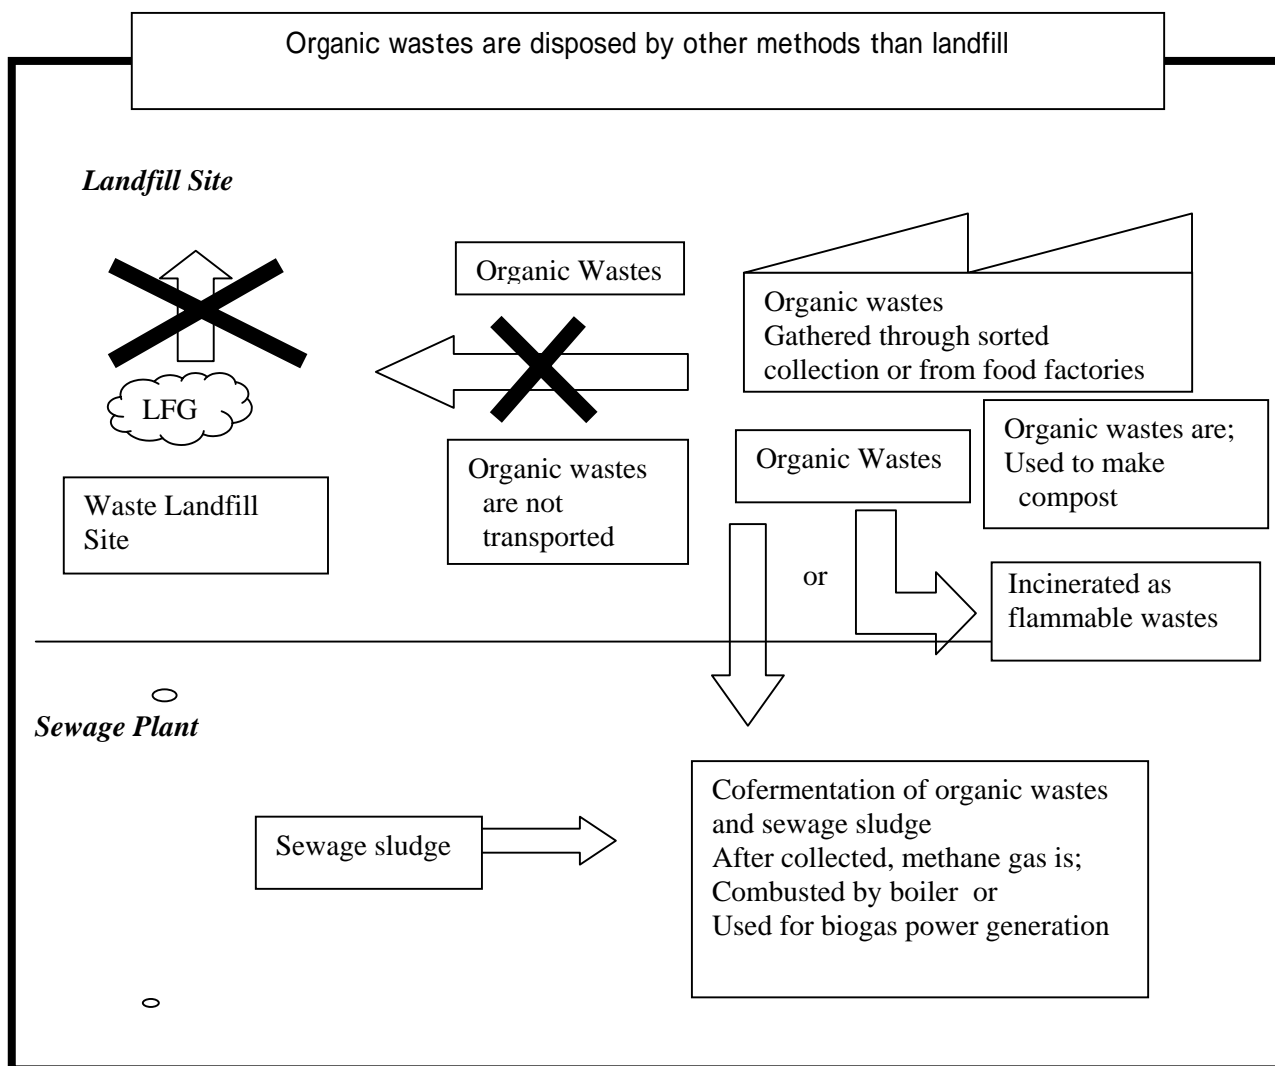 Organic wastes are disposed by other methods than landfill
Landfill Site
Organic Wastes
Organic wastes
Gathered through sorted
collection or from food factories
LFG
Organic wastes
are not
transported
Organic Wastes
Organic wastes are;
Used to make
compost
Waste Landfill
Site
or
Incinerated as
flammable wastes
Sewage Plant
Sewage sludge
Cofermentation of organic wastes
and sewage sludge
After collected, methane gas is;
Combusted by boiler or
Used for biogas power generation